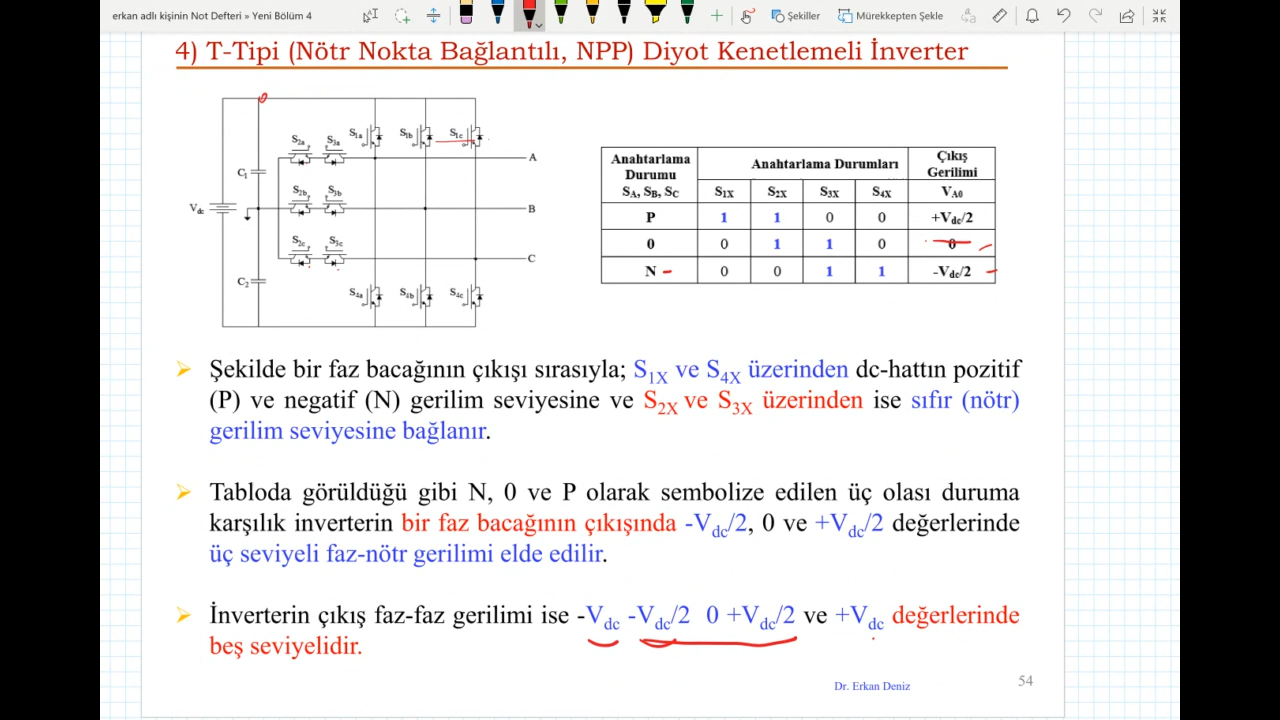 erkan adlı kişinin Not Defteri » Yeni Bölüm 4
Şekiller
Mürekkepten Şekle
4) T-Tipi (Nötr Nokta Bağlantılı, NPP) Diyot Kenetlemeli İnverter
S1a S1b S1c
S2a S3a
A
C1
S2b S3b
Vdc
B
S2c S3c
C
C2
S4a S4b S4c
Anahtarlama Durumu SA, SB, SC
Anahtarlama Durumları
Çıkış Gerilimi
S1X S2X S3X S4X VA0
P 1 1 0 0 +Vdc/2
0 0 1 1 0 0
N 0 0 1 1 -Vdc/2
Şekilde bir faz bacağının çıkışı sırasıyla; S1X ve S4X üzerinden dc-hattın pozitif
(P) ve negatif (N) gerilim seviyesine ve S2X ve S3X üzerinden ise sıfır (nötr)
gerilim seviyesine bağlanır.
Tabloda görüldüğü gibi N, 0 ve P olarak sembolize edilen üç olası duruma
karşılık inverterin bir faz bacağının çıkışında -Vdc/2, 0 ve +Vdc/2 değerlerinde
üç seviyeli faz-nötr gerilimi elde edilir.
İnverterin çıkış faz-faz gerilimi ise -Vdc -Vdc/2 0 +Vdc/2 ve +Vdc değerlerinde
beş seviyelidir.
Dr. Erkan Deniz
54